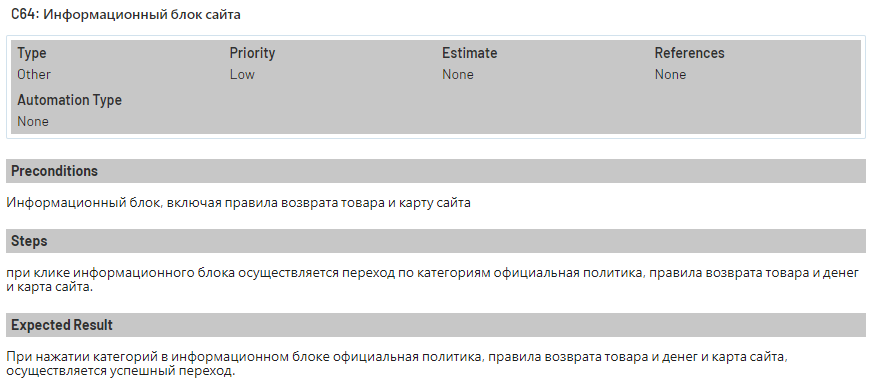 C64: Информационный блок сайта
Type Priority Estimate References
Other Low None None
Automation Type
None
Preconditions
Информационный блок, включая правила возврата товара и карту сайта
Steps
при клике информационного блока осуществляется переход по категориям официальная политика, правила возврата товара и денег
и карта сайта.
Expected Result
При нажатии категорий в информационном блоке официальная политика, правила возврата товара и денег и карта сайта,
осуществляется успешный переход.